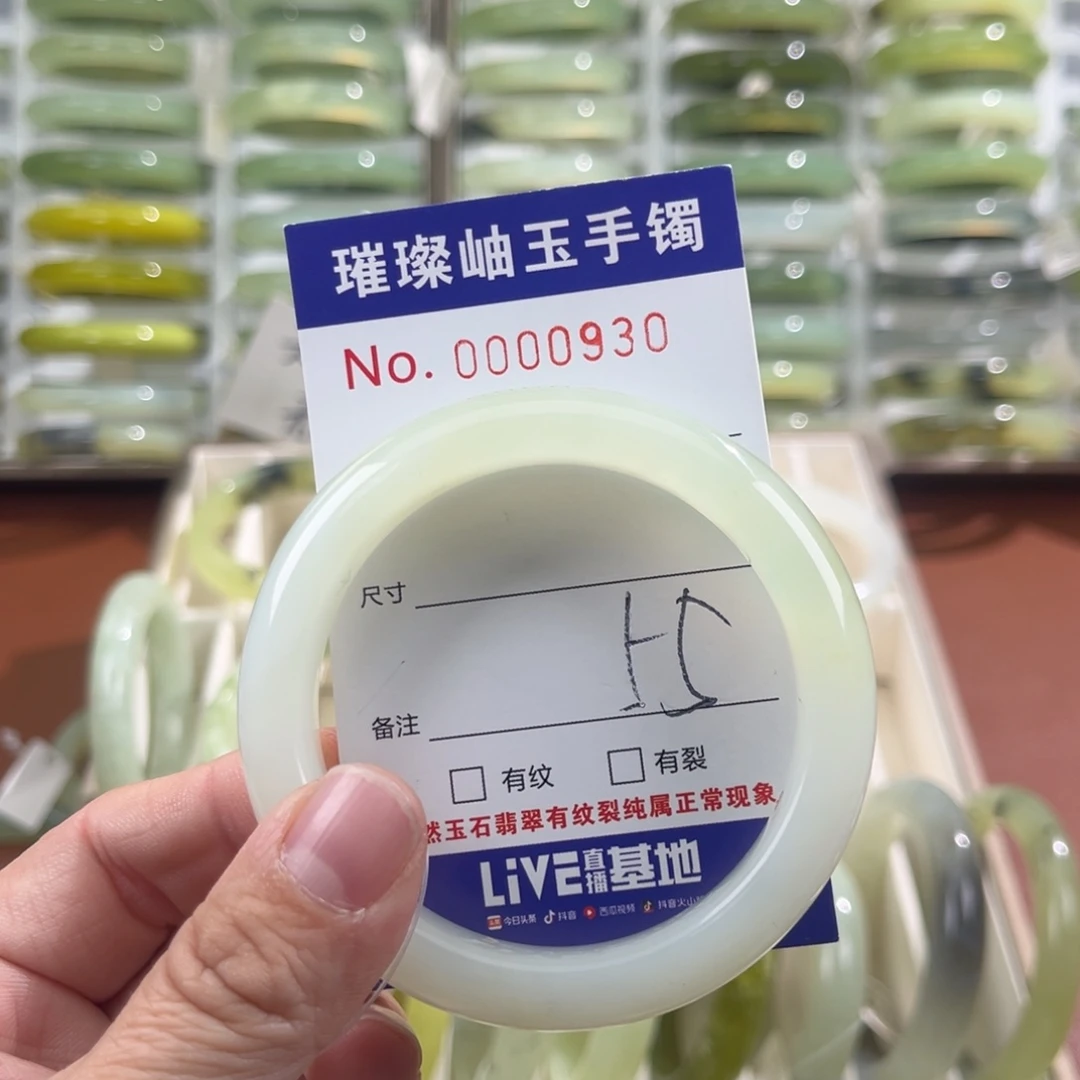 璀璨岫玉手镯
No. 0000930
尺寸
备注
有纹 有裂
然玉石翡翠有纹裂纯属正常现象
LiVE直播基地
今日头条 抖音 西瓜视频 抖音火山